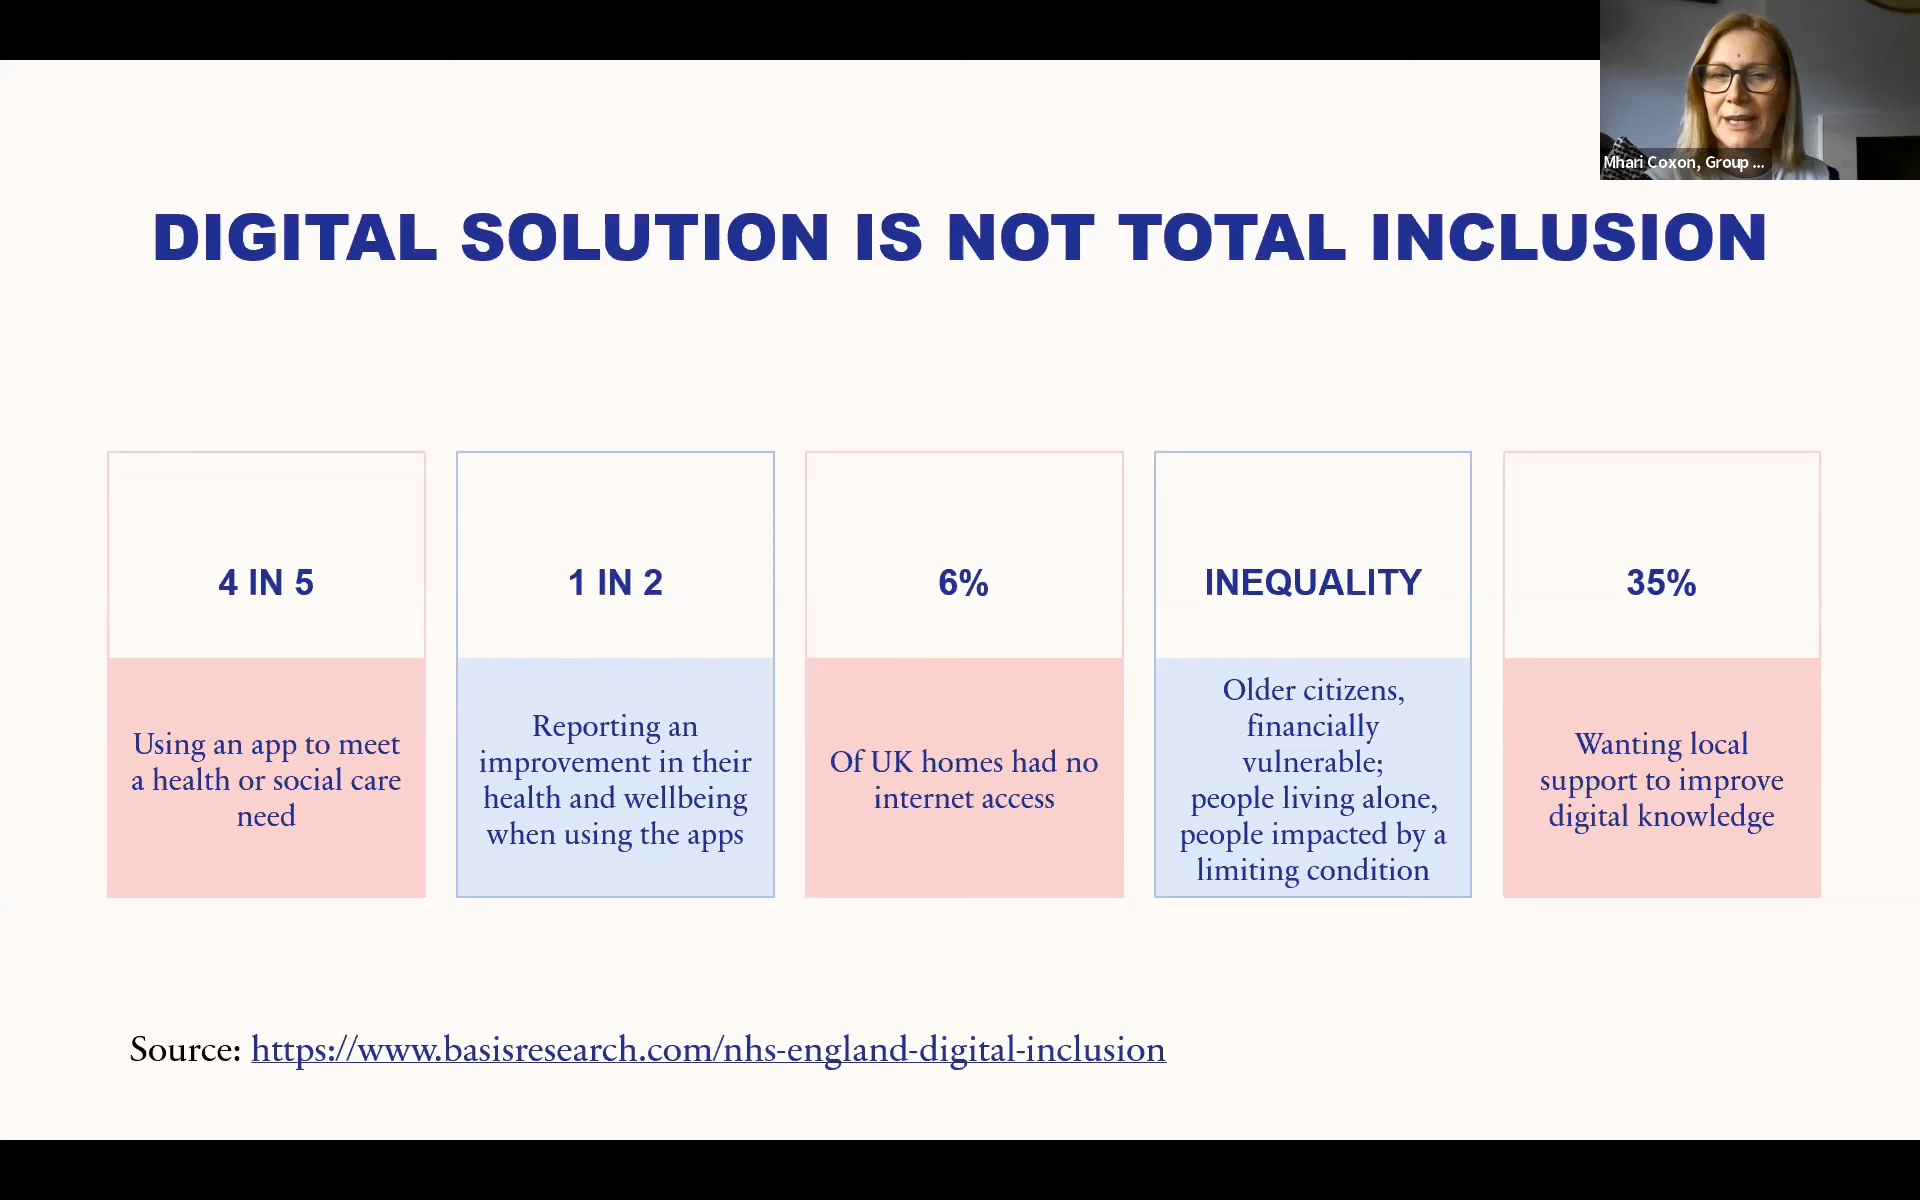 Mhari Coxon, Group ...
DIGITAL SOLUTION IS NOT TOTAL INCLUSION
4 IN 5
Using an app to meet
a health or social care
need
1 IN 2
Reporting an
improvement in their
health and wellbeing
when using the apps
6%
Of UK homes had no
internet access
INEQUALITY
Older citizens,
financially
vulnerable;
people living alone,
people impacted by a
limiting condition
35%
Wanting local
support to improve
digital knowledge
Source: https://www.basisresearch.com/nhs-england-digital-inclusion